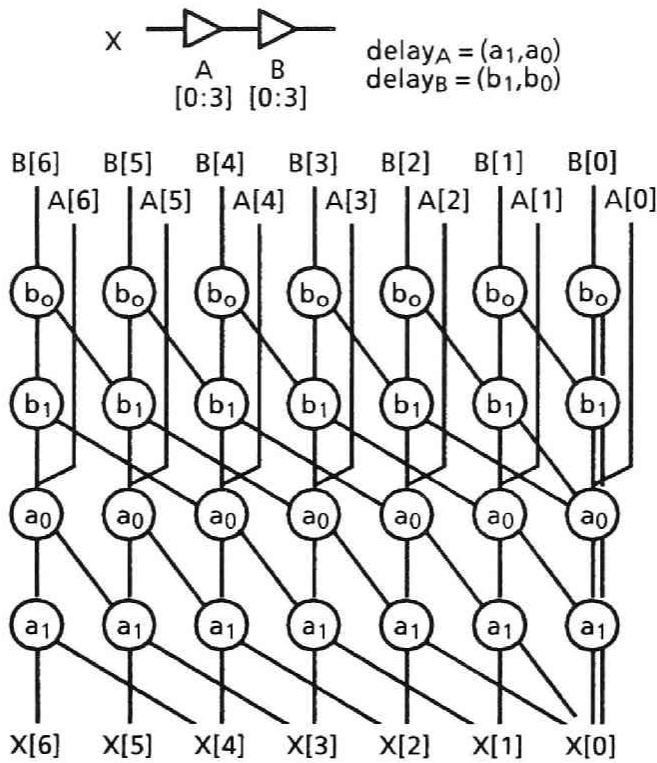 X
A B
[0:3] [0:3]
delayA = (a1,a0)
delayB = (b1,b0)
B[6] B[5] B[4] B[3] B[2] B[1] B[0]
A[6] A[5] A[4] A[3] A[2] A[1] A[0]
bo bo bo bo bo bo bo
b1 b1 b1 b1 b1 b1 b1
a0 a0 a0 a0 a0 a0 a0
a1 a1 a1 a1 a1 a1 a1
X[6] X[5] X[4] X[3] X[2] X[1] X[0]